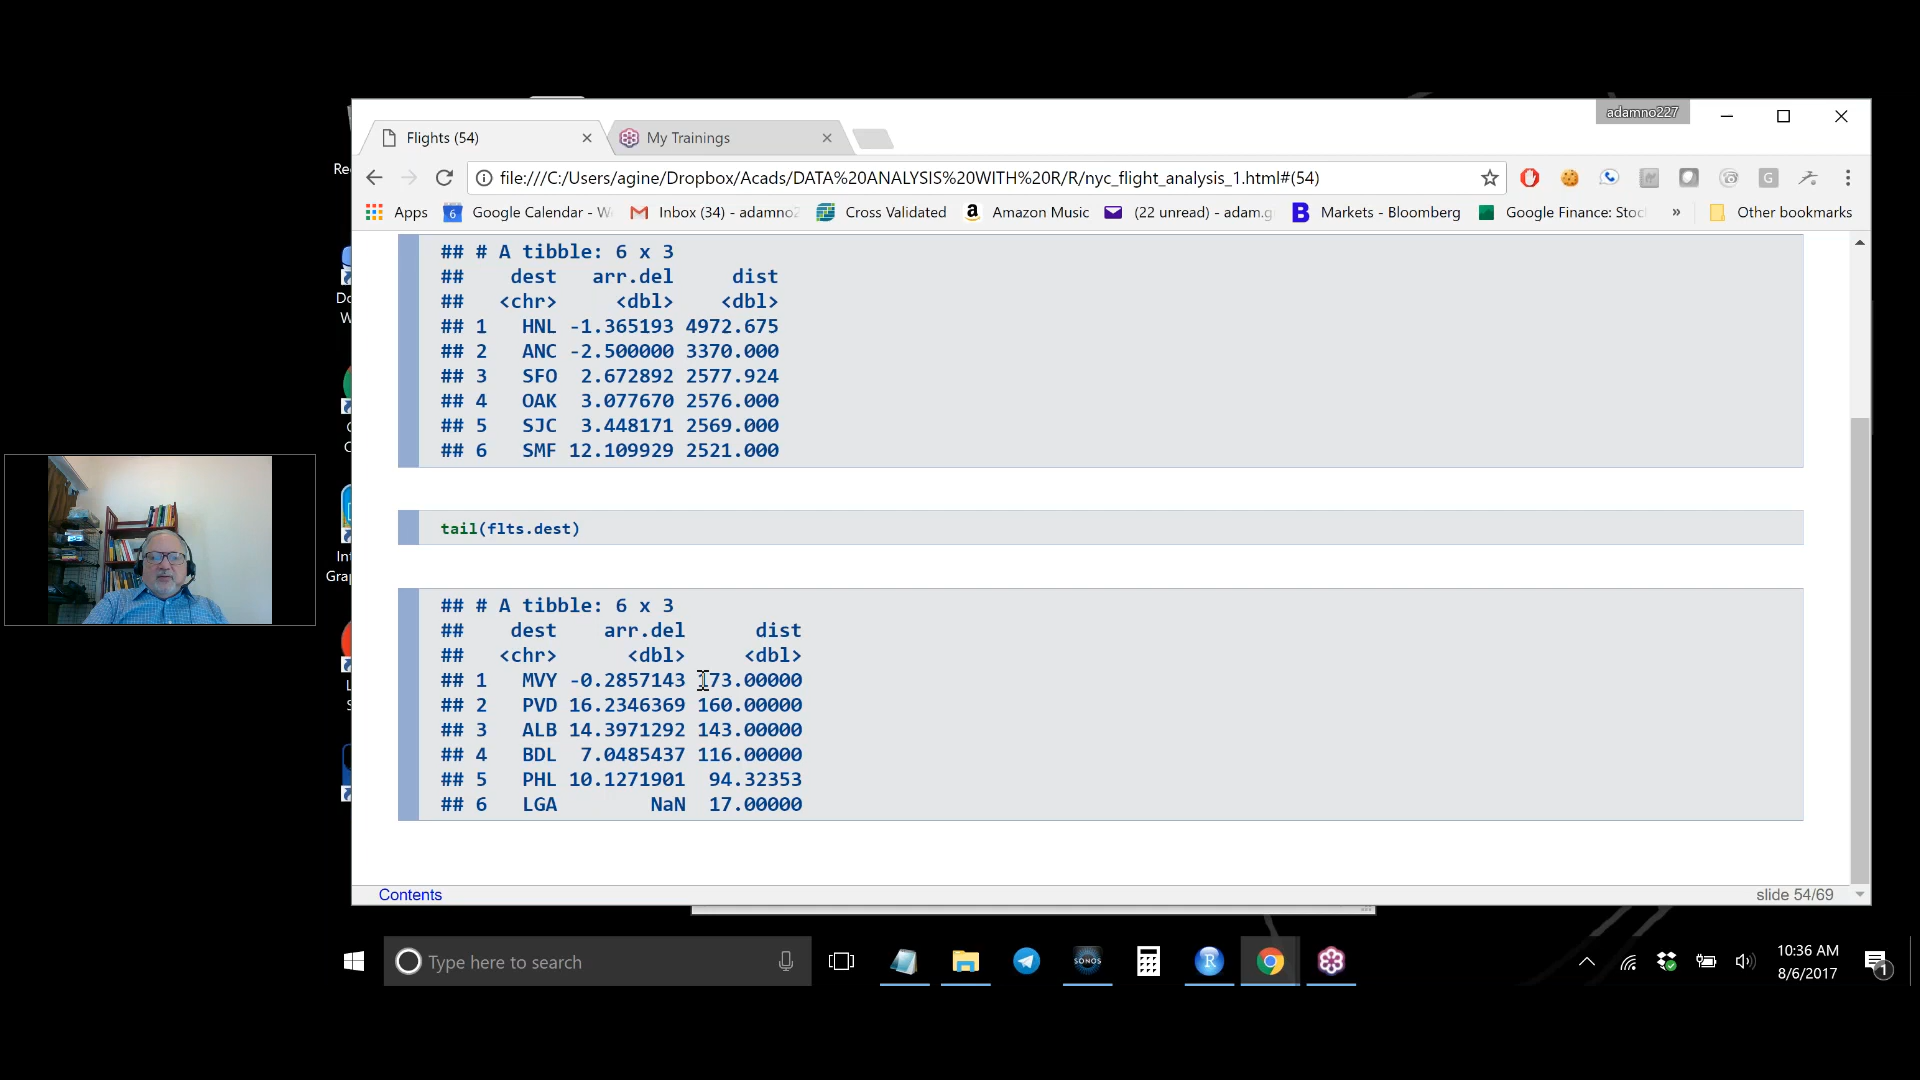 adamno227
Flights (54)
My Trainings
file:///C:/Users/agine/Dropbox/Acads/DATA%20ANALYSIS%20WITH%20R/R/nyc_flight_analysis_1.html#(54)
Apps
6
Google Calendar - W
Inbox (34) - adamno2
Cross Validated
a
Amazon Music
(22 unread) - adam.g
B
Markets - Bloomberg
Google Finance: Stoc
»
Other bookmarks
## # A tibble: 6 x 3
##    dest   arr.del     dist
##   <chr>     <dbl>    <dbl>
## 1   HNL -1.365193 4972.675
## 2   ANC -2.500000 3370.000
## 3   SFO  2.672892 2577.924
## 4   OAK  3.077670 2576.000
## 5   SJC  3.448171 2569.000
## 6   SMF 12.109929 2521.000
tail(flts.dest)
## # A tibble: 6 x 3
##    dest    arr.del      dist
##   <chr>      <dbl>     <dbl>
## 1   MVY -0.2857143 173.00000
## 2   PVD 16.2346369 160.00000
## 3   ALB 14.3971292 143.00000
## 4   BDL  7.0485437 116.00000
## 5   PHL 10.1271901  94.32353
## 6   LGA        NaN  17.00000
Contents
slide 54/69
Type here to search
SONOS
R
10:36 AM
8/6/2017
1